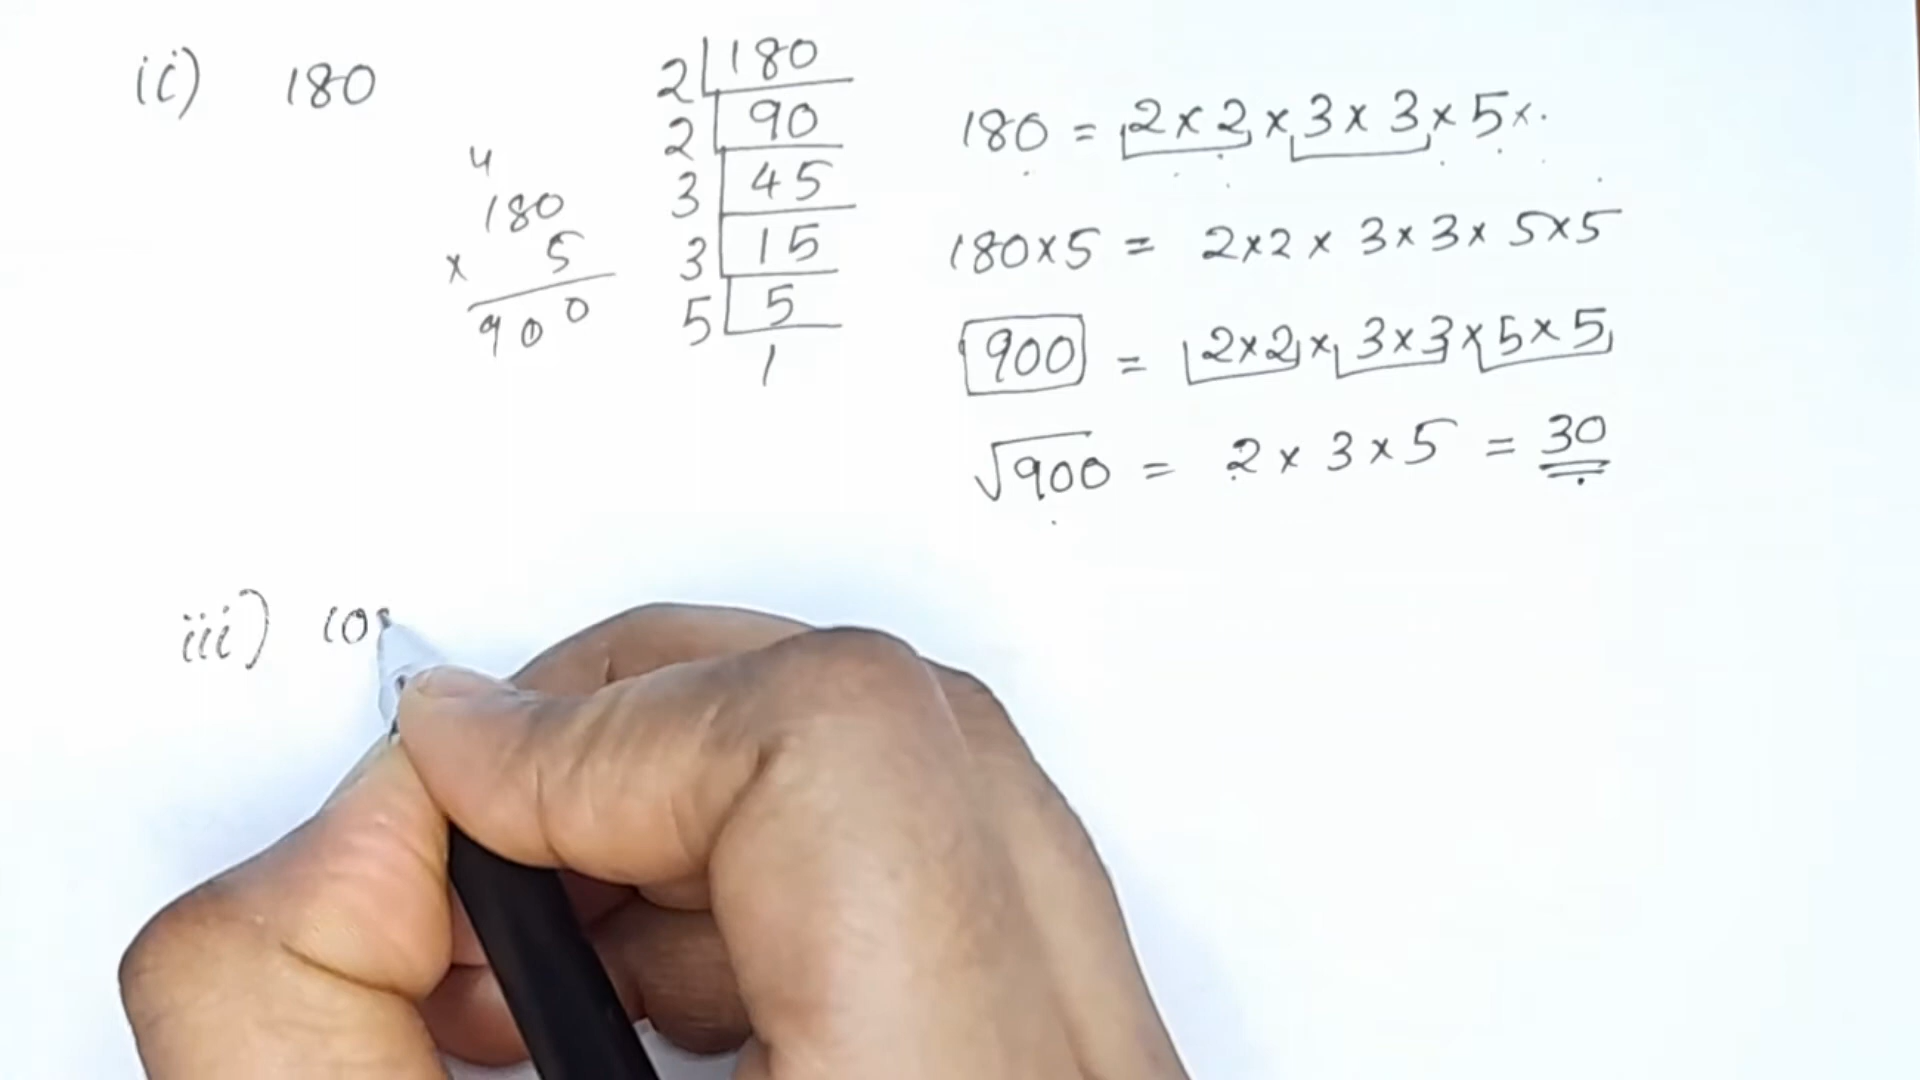 ii) 180
4
180
× 5
900
2 180
2 90
3 45
3 15
5 5
1
180 = 2 × 2 × 3 × 3 × 5 ×
180×5 = 2×2 × 3×3× 5×5
900 = 2×2 × 3×3 × 5×5
√900 = 2 × 3 × 5 = 30
iii) 10